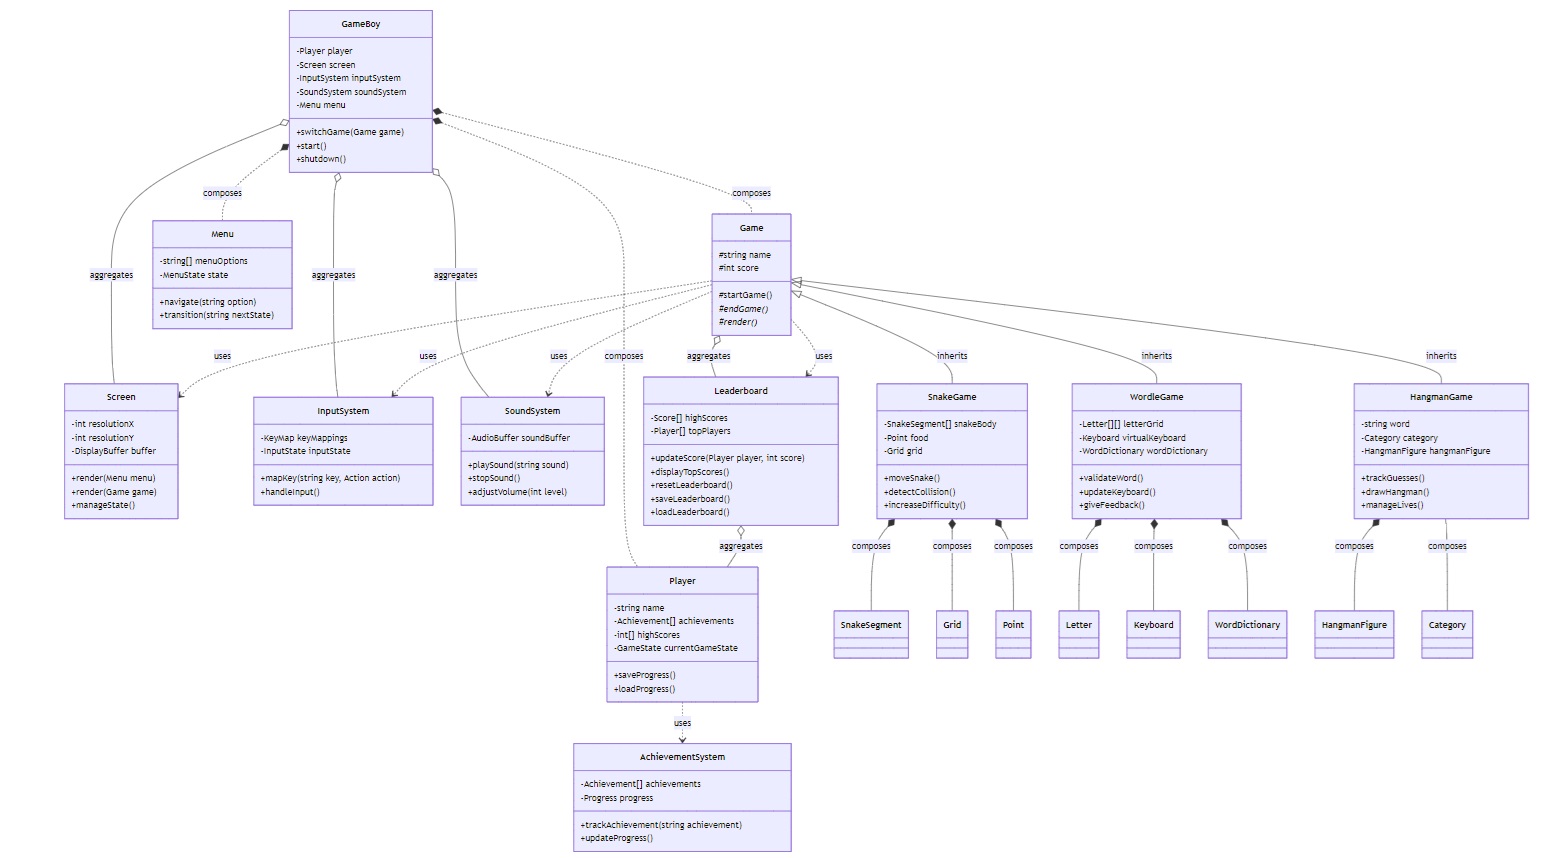 GameBoy
-Player player
-Screen screen
-InputSystem inputSystem
-SoundSystem soundSystem
-Menu menu
+switchGame(Game game)
+start()
+shutdown()
composes
composes
Menu
-string[] menuOptions
-MenuState state
+navigate(string option)
+transition(string nextState)
Game
#string name
#int score
#startGame()
#endGame()
#render()
aggregates
aggregates
aggregates
uses
uses
uses
composes
aggregates
uses
inherits
inherits
inherits
Screen
-int resolutionX
-int resolutionY
-DisplayBuffer buffer
+render(Menu menu)
+render(Game game)
+manageState()
InputSystem
-KeyMap keyMappings
-InputState inputState
+mapKey(string key, Action action)
+handleInput()
SoundSystem
-AudioBuffer soundBuffer
+playSound(string sound)
+stopSound()
+adjustVolume(int level)
Leaderboard
-Score[] highScores
-Player[] topPlayers
+updateScore(Player player, int score)
+displayTopScores()
+resetLeaderboard()
+saveLeaderboard()
+loadLeaderboard()
SnakeGame
-SnakeSegment[] snakeBody
-Point food
-Grid grid
+moveSnake()
+detectCollision()
+increaseDifficulty()
WordleGame
-Letter[][] letterGrid
-Keyboard virtualKeyboard
-WordDictionary wordDictionary
+validateWord()
+updateKeyboard()
+giveFeedback()
HangmanGame
-string word
-Category category
-HangmanFigure hangmanFigure
+trackGuesses()
+drawHangman()
+manageLives()
aggregates
composes
composes
composes
composes
composes
composes
composes
composes
Player
-string name
-Achievement[] achievements
-int[] highScores
-GameState currentGameState
+saveProgress()
+loadProgress()
SnakeSegment
Grid
Point
Letter
Keyboard
WordDictionary
HangmanFigure
Category
uses
AchievementSystem
-Achievement[] achievements
-Progress progress
+trackAchievement(string achievement)
+updateProgress()